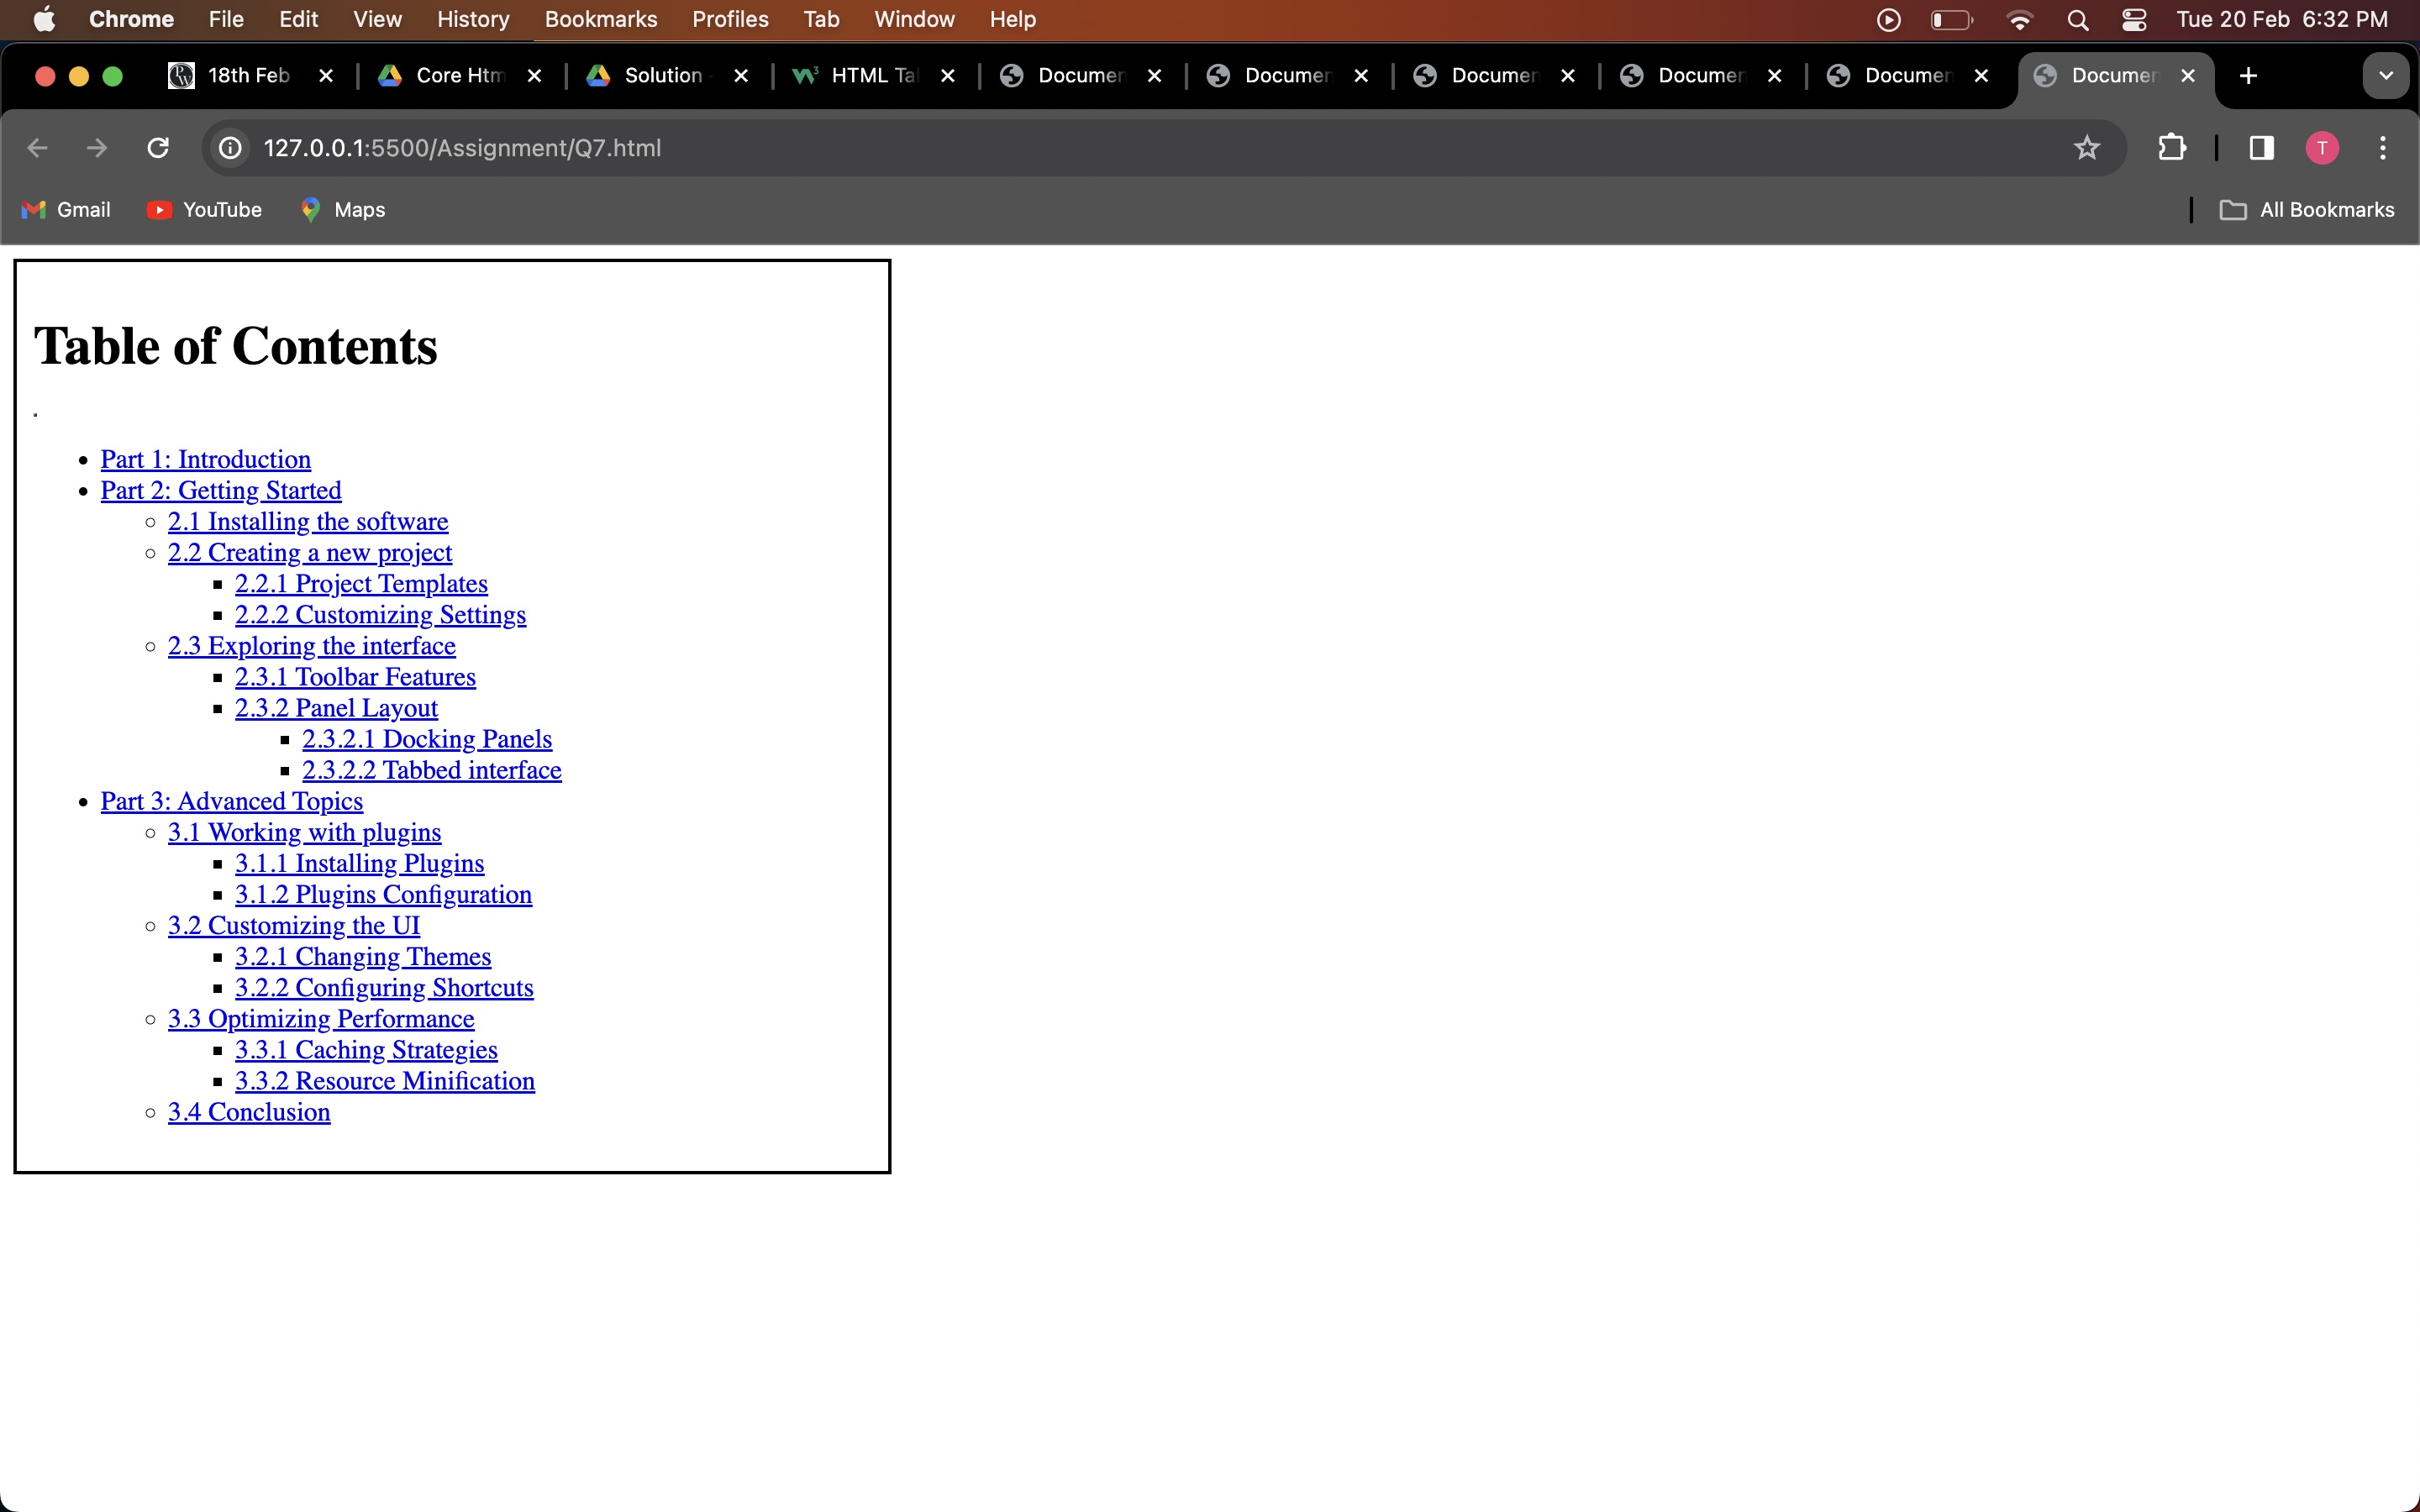 Chrome File Edit View History Bookmarks Profiles Tab Window Help Tue 20 Feb 6:32 PM
18th Feb Core Htm Solution - HTML Ta Documen Documen Documen Documen Documen Documen
127.0.0.1:5500/Assignment/Q7.html T
Gmail YouTube Maps All Bookmarks
Table of Contents
Part 1: Introduction
Part 2: Getting Started
2.1 Installing the software
2.2 Creating a new project
2.2.1 Project Templates
2.2.2 Customizing Settings
2.3 Exploring the interface
2.3.1 Toolbar Features
2.3.2 Panel Layout
2.3.2.1 Docking Panels
2.3.2.2 Tabbed interface
Part 3: Advanced Topics
3.1 Working with plugins
3.1.1 Installing Plugins
3.1.2 Plugins Configuration
3.2 Customizing the UI
3.2.1 Changing Themes
3.2.2 Configuring Shortcuts
3.3 Optimizing Performance
3.3.1 Caching Strategies
3.3.2 Resource Minification
3.4 Conclusion